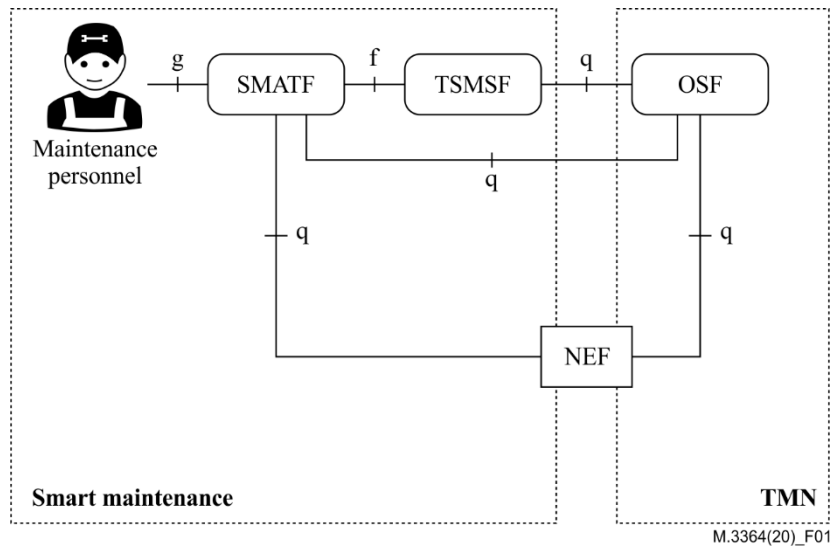 g
SMATF
f
TSMSF
q
OSF
Maintenance
personnel
q
q
q
NEF
Smart maintenance
TMN
M.3364(20)_F01